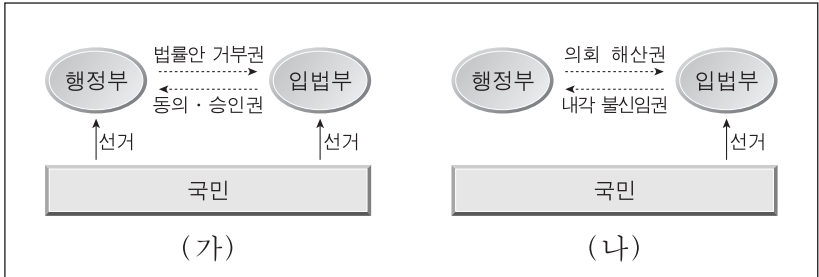 법률안 거부권
행정부
입법부
동의 · 승인권
선거
선거
국민
(가)
의회 해산권
행정부
입법부
내각 불신임권
선거
국민
(나)